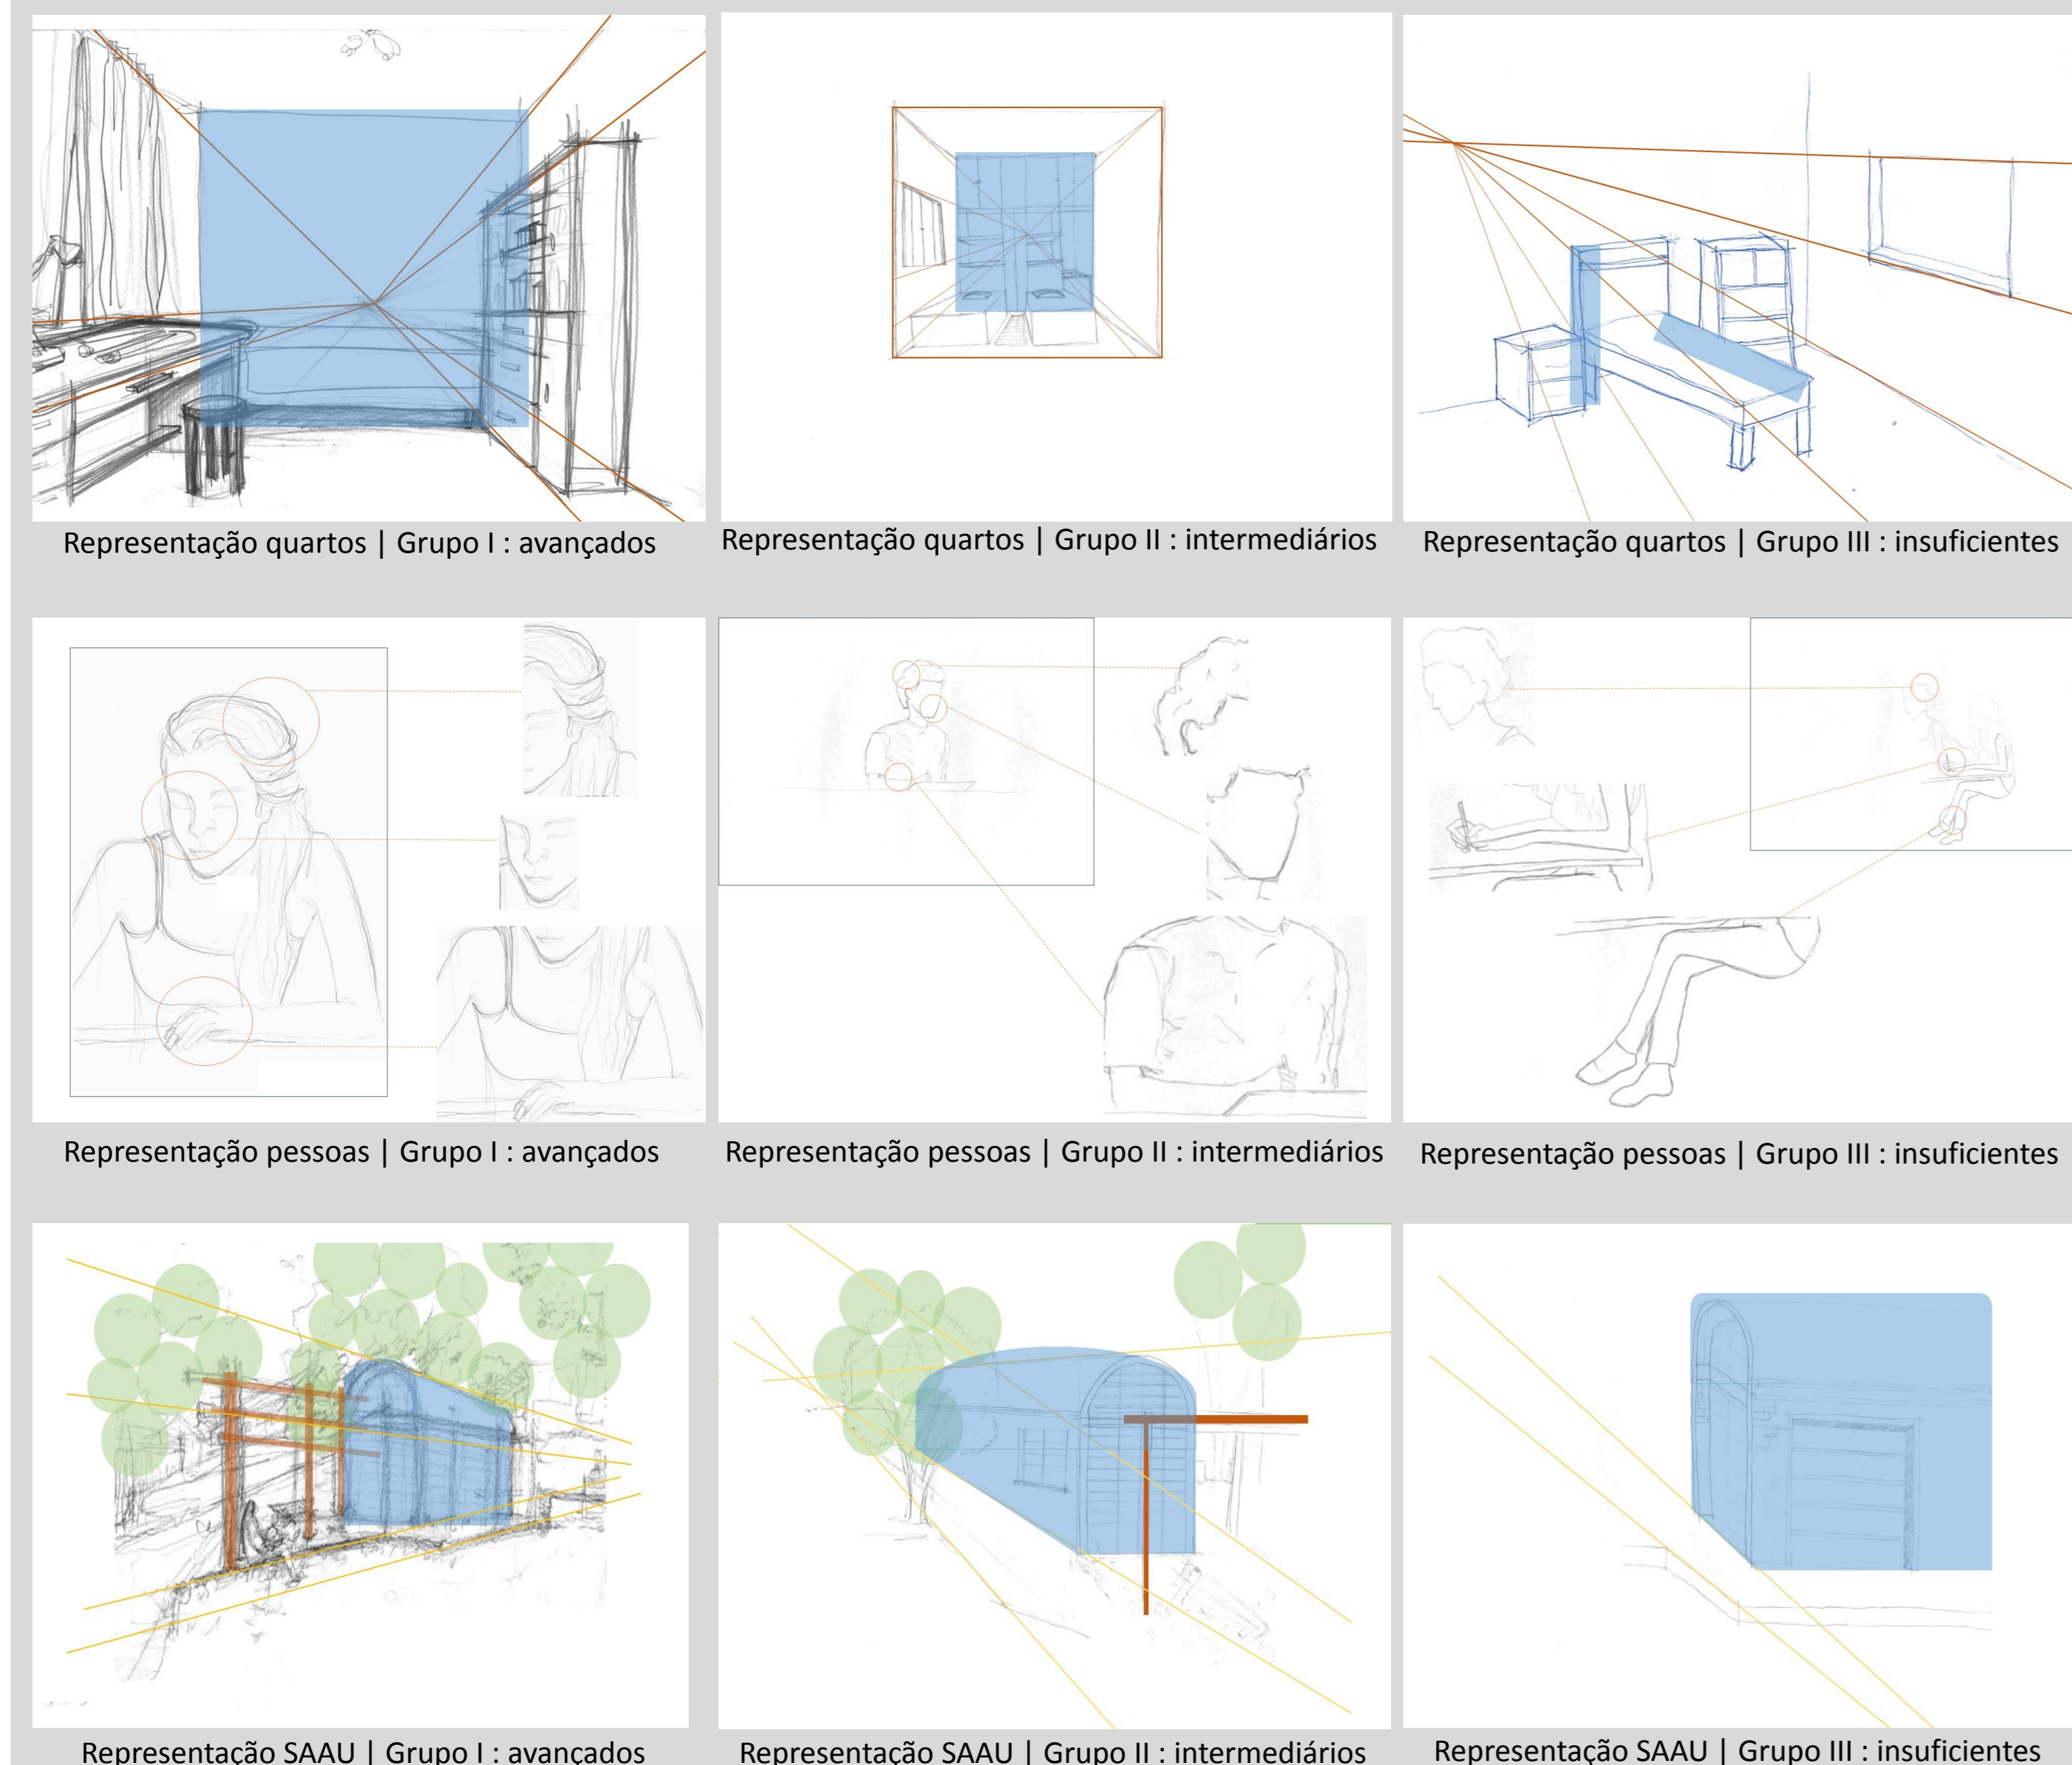 Representação quartos | Grupo I : avançados
Representação quartos | Grupo II : intermediários
Representação quartos | Grupo III : insuficientes
Representação pessoas | Grupo I : avançados
Representação pessoas | Grupo II : intermediários
Representação pessoas | Grupo III : insuficientes
Representação SAAU | Grupo I : avançados
Representação SAAU | Grupo II : intermediários
Representação SAAU | Grupo III : insuficientes